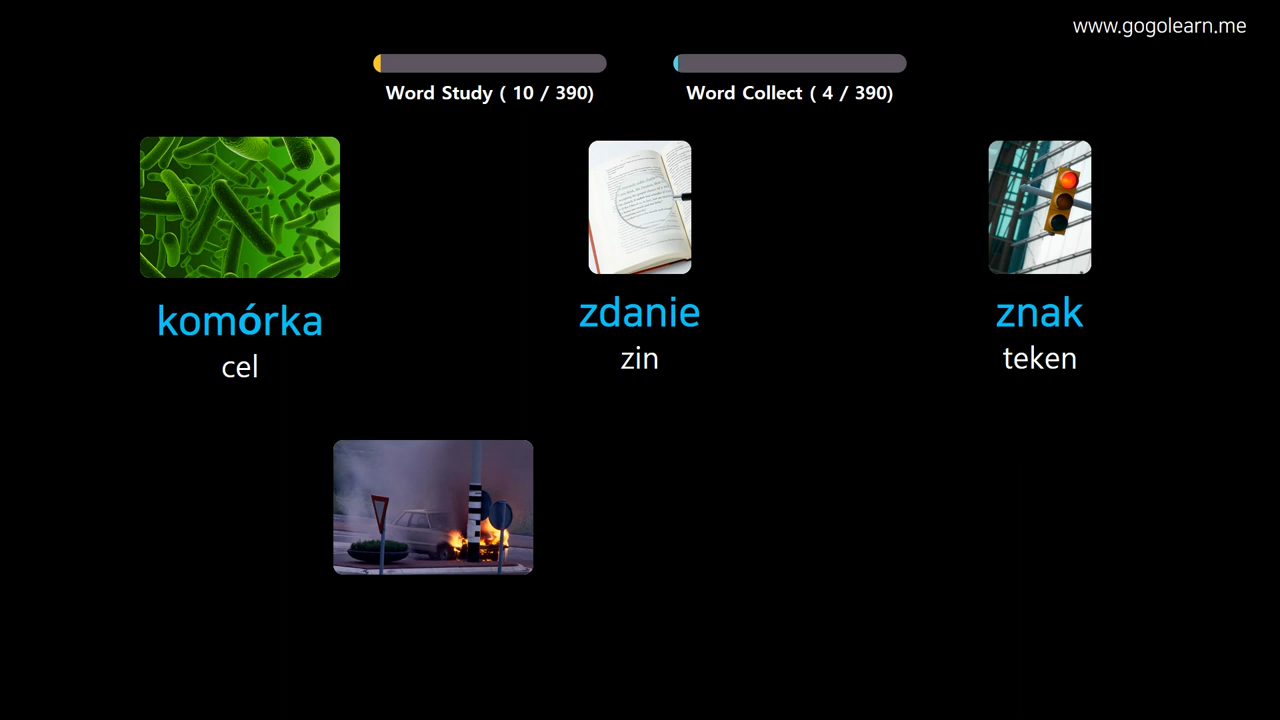 www.gogolearn.me
Word Study ( 10 / 390)
Word Collect ( 4 / 390)
komórka
cel
zdanie
zin
znak
teken